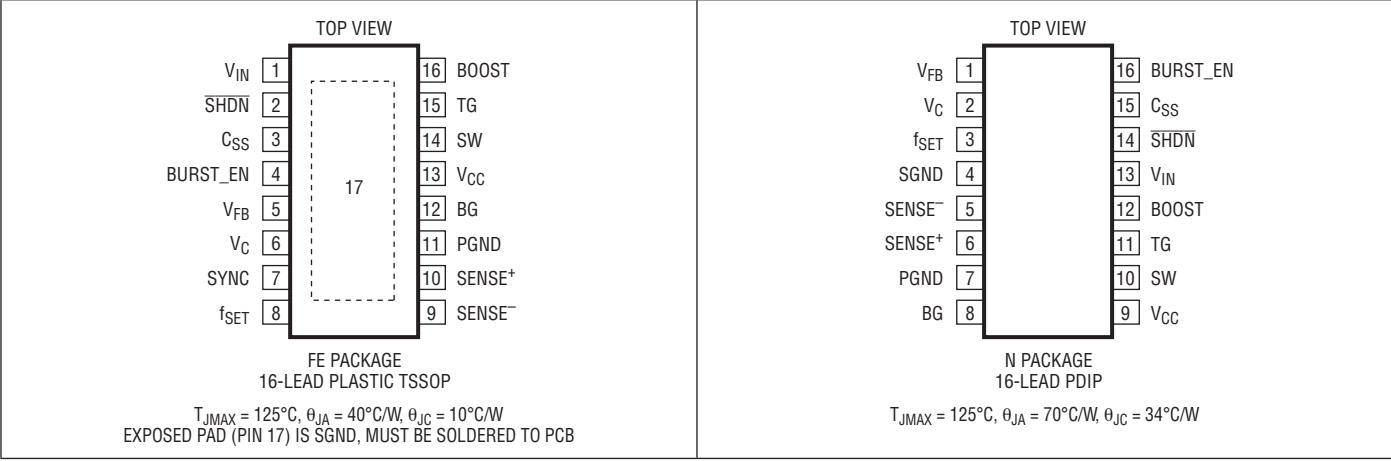 TOP VIEW
V_IN 1
16 BOOST
S̅H̅D̅N̅ 2
15 TG
C_SS 3
14 SW
BURST_EN 4
13 V_CC
17
V_FB 5
12 BG
V_C 6
11 PGND
SYNC 7
10 SENSE⁺
f_SET 8
9 SENSE⁻
FE PACKAGE
16-LEAD PLASTIC TSSOP
T_JMAX = 125°C, θ_JA = 40°C/W, θ_JC = 10°C/W
EXPOSED PAD (PIN 17) IS SGND, MUST BE SOLDERED TO PCB
TOP VIEW
V_FB 1
16 BURST_EN
V_C 2
15 C_SS
f_SET 3
14 S̅H̅D̅N̅
SGND 4
13 V_IN
SENSE⁻ 5
12 BOOST
SENSE⁺ 6
11 TG
PGND 7
10 SW
BG 8
9 V_CC
N PACKAGE
16-LEAD PDIP
T_JMAX = 125°C, θ_JA = 70°C/W, θ_JC = 34°C/W